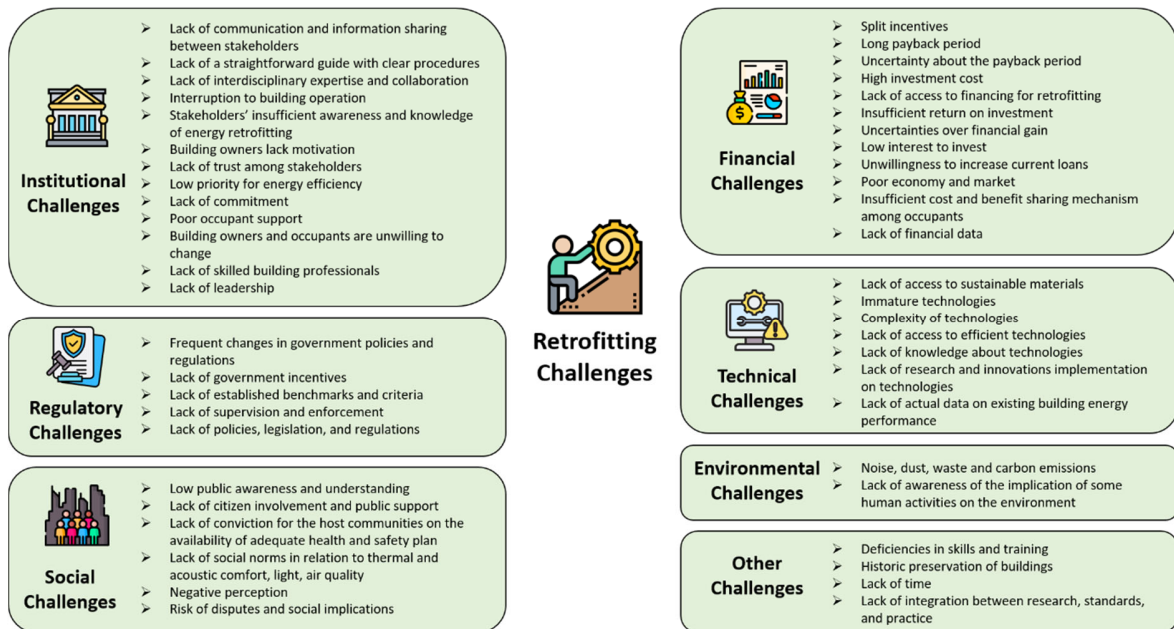 Institutional
Challenges
➢ Lack of communication and information sharing
between stakeholders
➢ Lack of a straightforward guide with clear procedures
➢ Lack of interdisciplinary expertise and collaboration
➢ Interruption to building operation
➢ Stakeholders’ insufficient awareness and knowledge
of energy retrofitting
➢ Building owners lack motivation
➢ Lack of trust among stakeholders
➢ Low priority for energy efficiency
➢ Lack of commitment
➢ Poor occupant support
➢ Building owners and occupants are unwilling to
change
➢ Lack of skilled building professionals
➢ Lack of leadership
Regulatory
Challenges
➢ Frequent changes in government policies and
regulations
➢ Lack of government incentives
➢ Lack of established benchmarks and criteria
➢ Lack of supervision and enforcement
➢ Lack of policies, legislation, and regulations
Social
Challenges
➢ Low public awareness and understanding
➢ Lack of citizen involvement and public support
➢ Lack of conviction for the host communities on the
availability of adequate health and safety plan
➢ Lack of social norms in relation to thermal and
acoustic comfort, light, air quality
➢ Negative perception
➢ Risk of disputes and social implications
Retrofitting
Challenges
Financial
Challenges
➢ Split incentives
➢ Long payback period
➢ Uncertainty about the payback period
➢ High investment cost
➢ Lack of access to financing for retrofitting
➢ Insufficient return on investment
➢ Uncertainties over financial gain
➢ Low interest to invest
➢ Unwillingness to increase current loans
➢ Poor economy and market
➢ Insufficient cost and benefit sharing mechanism
among occupants
➢ Lack of financial data
Technical
Challenges
➢ Lack of access to sustainable materials
➢ Immature technologies
➢ Complexity of technologies
➢ Lack of access to efficient technologies
➢ Lack of knowledge about technologies
➢ Lack of research and innovations implementation
on technologies
➢ Lack of actual data on existing building energy
performance
Environmental
Challenges
➢ Noise, dust, waste and carbon emissions
➢ Lack of awareness of the implication of some
human activities on the environment
Other
Challenges
➢ Deficiencies in skills and training
➢ Historic preservation of buildings
➢ Lack of time
➢ Lack of integration between research, standards,
and practice